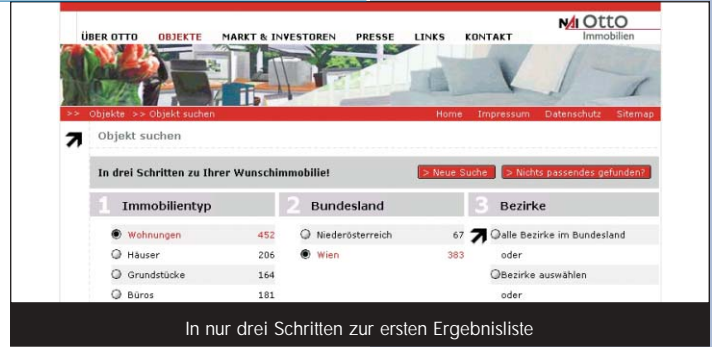 NAI OTTO
Immobilien
ÜBER OTTO OBJEKTE MARKT & INVESTOREN PRESSE LINKS KONTAKT
>> Objekte >> Objekt suchen Home Impressum Datenschutz Sitemap
Objekt suchen
In drei Schritten zu Ihrer Wunschimmobilie! > Neue Suche > Nichts passendes gefunden?
1 Immobilientyp 2 Bundesland 3 Bezirke
Wohnungen 452 Niederösterreich 67 alle Bezirke im Bundesland
Häuser 206 Wien 383 oder
Grundstücke 164 Bezirke auswählen
Büros 181 oder
In nur drei Schritten zur ersten Ergebnisliste